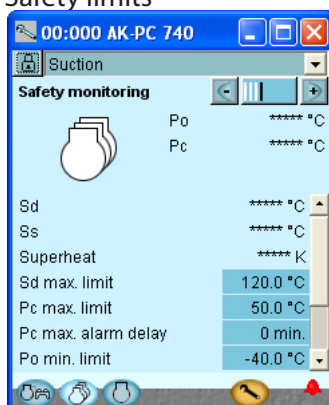 Safety limits
00:000 AK-PC 740
Suction
Safety monitoring
Po ***** °C
Pc ***** °C
Sd ***** °C
Ss ***** °C
Superheat ***** K
Sd max. limit 120.0 °C
Pc max. limit 50.0 °C
Pc max. alarm delay 0 min.
Po min. limit -40.0 °C